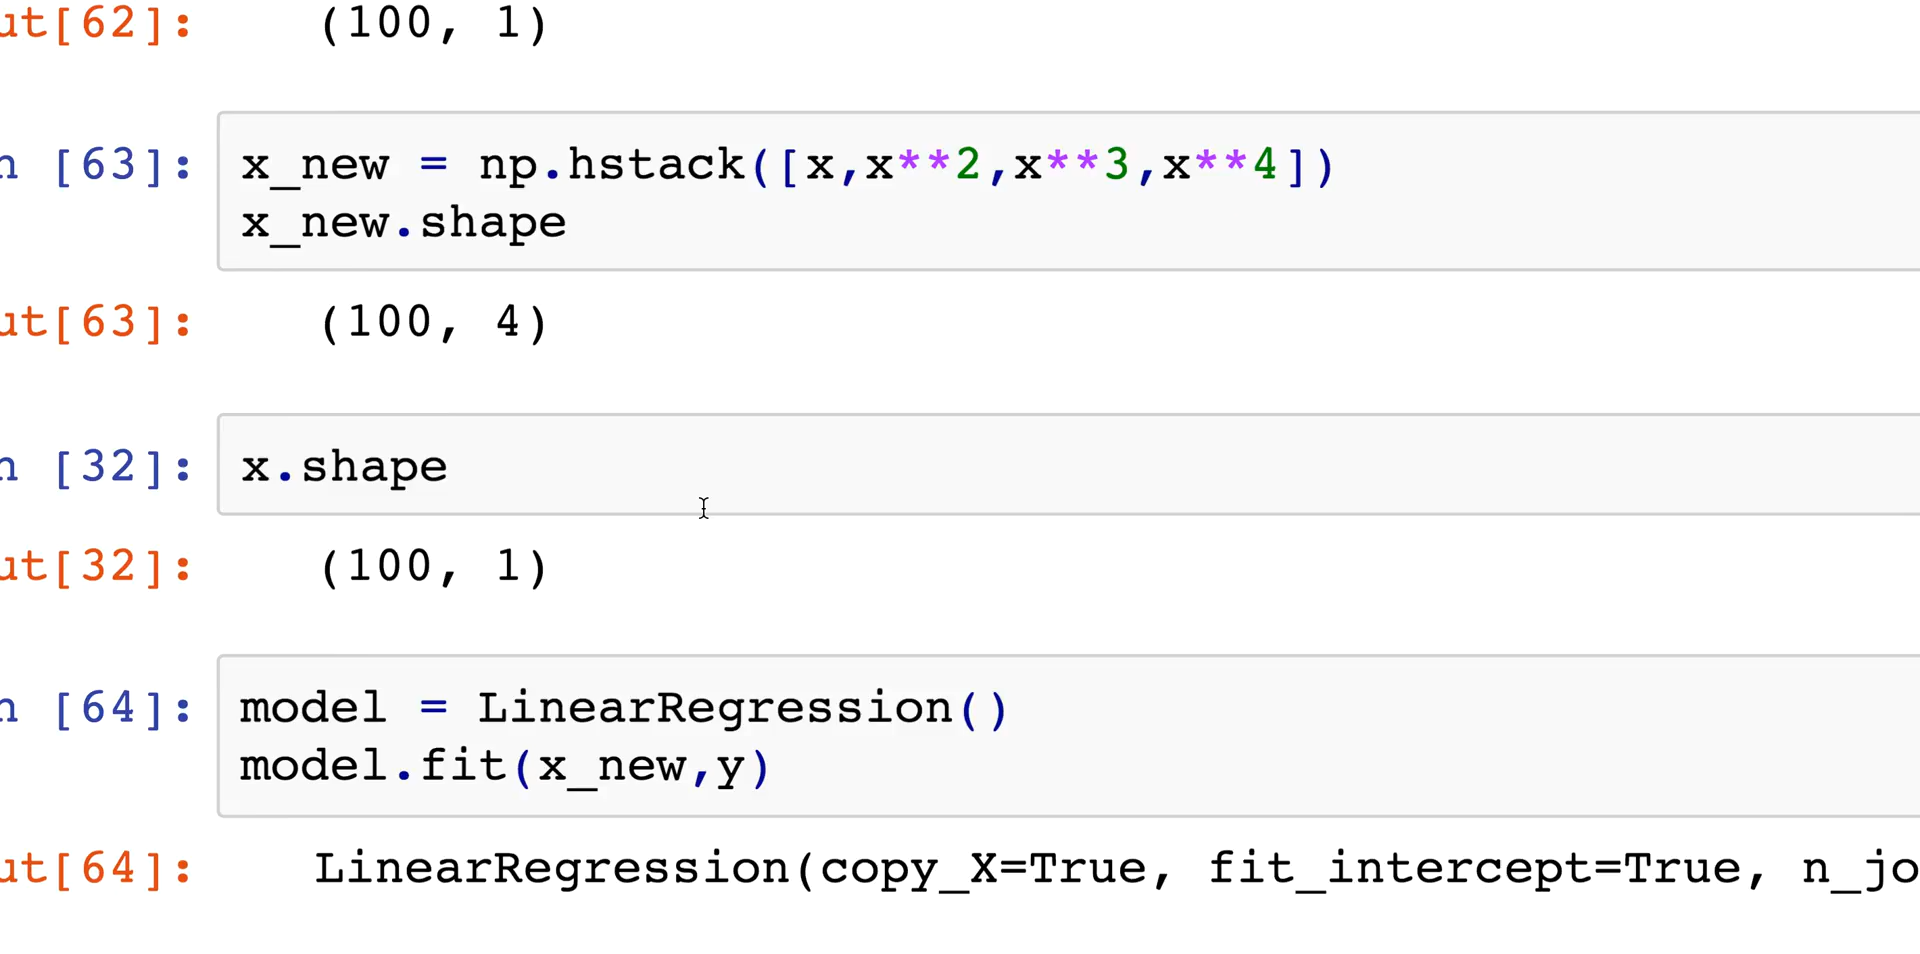 ut[62]: (100, 1)
n [63]: x_new = np.hstack([x,x**2,x**3,x**4])
x_new.shape
ut[63]: (100, 4)
n [32]: x.shape
ut[32]: (100, 1)
n [64]: model = LinearRegression()
model.fit(x_new,y)
ut[64]: LinearRegression(copy_X=True, fit_intercept=True, n_jo